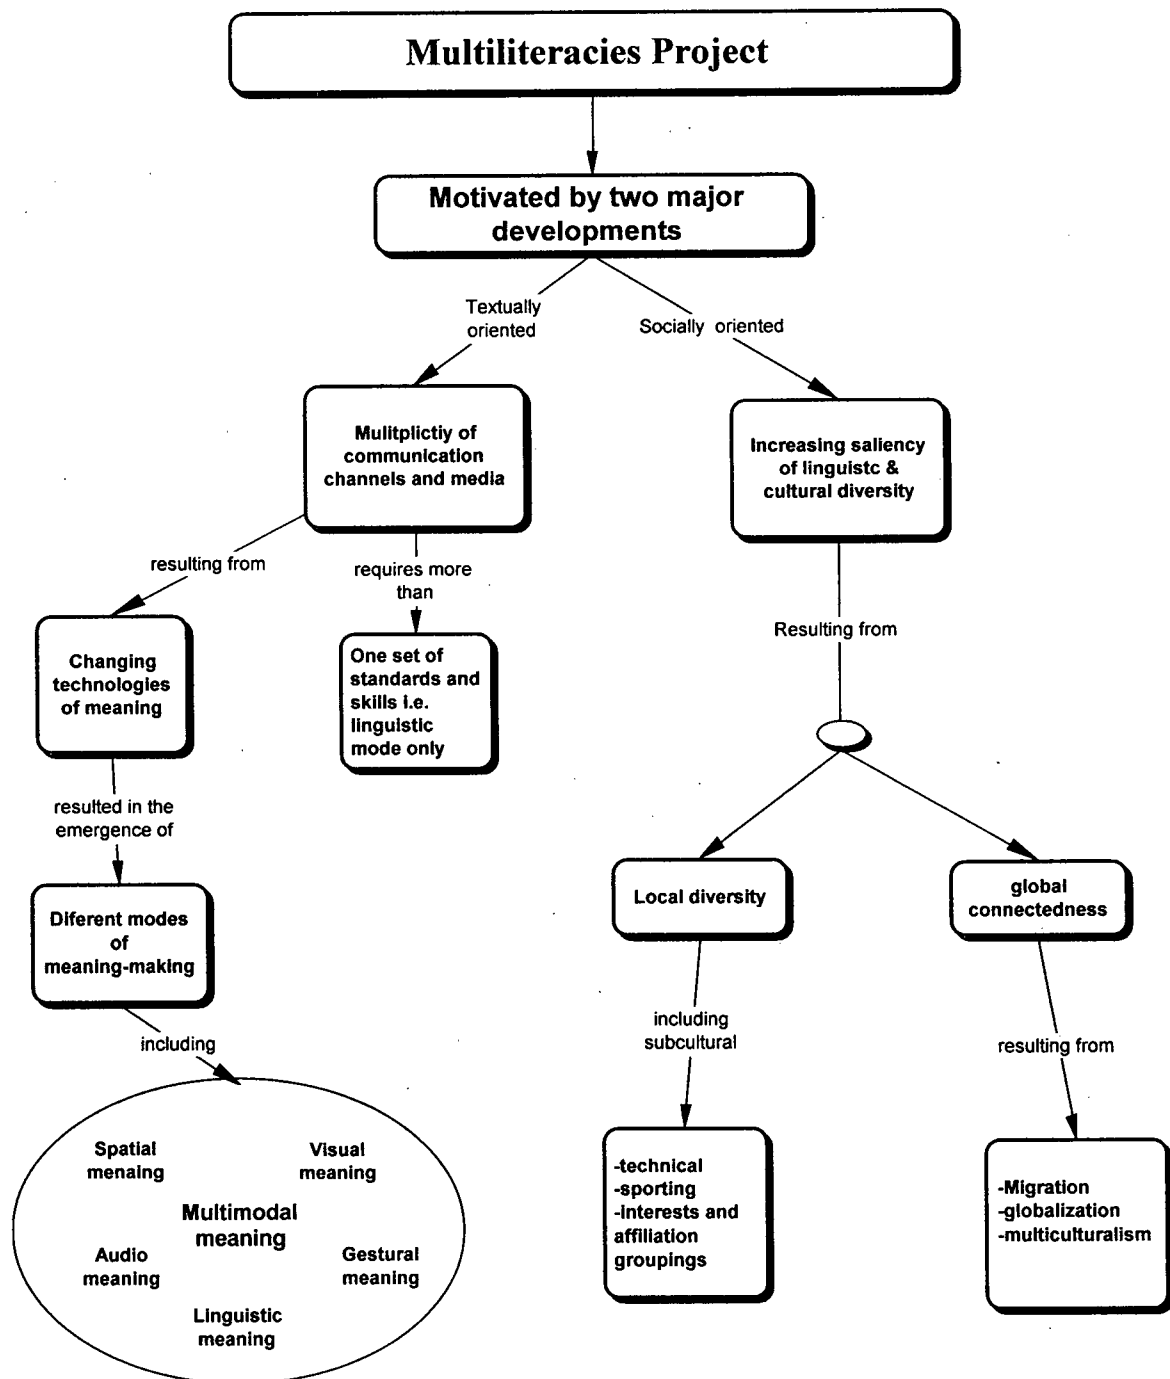 Multiliteracies Project
Motivated by two major
developments
Textually
oriented
Socially oriented
Mulitplictiy of
communication
channels and media
Increasing saliency
of linguistc &
cultural diversity
resulting from
requires more
than
Resulting from
Changing
technologies
of meaning
One set of
standards and
skills i.e.
linguistic
mode only
resulted in the
emergence of
Local diversity
global
connectedness
Diferent modes
of
meaning-making
including
including
subcultural
resulting from
Spatial
menaing
Visual
meaning
Multimodal
meaning
Audio
meaning
Gestural
meaning
Linguistic
meaning
-technical
-sporting
-interests and
affiliation
groupings
-Migration
-globalization
-multiculturalism